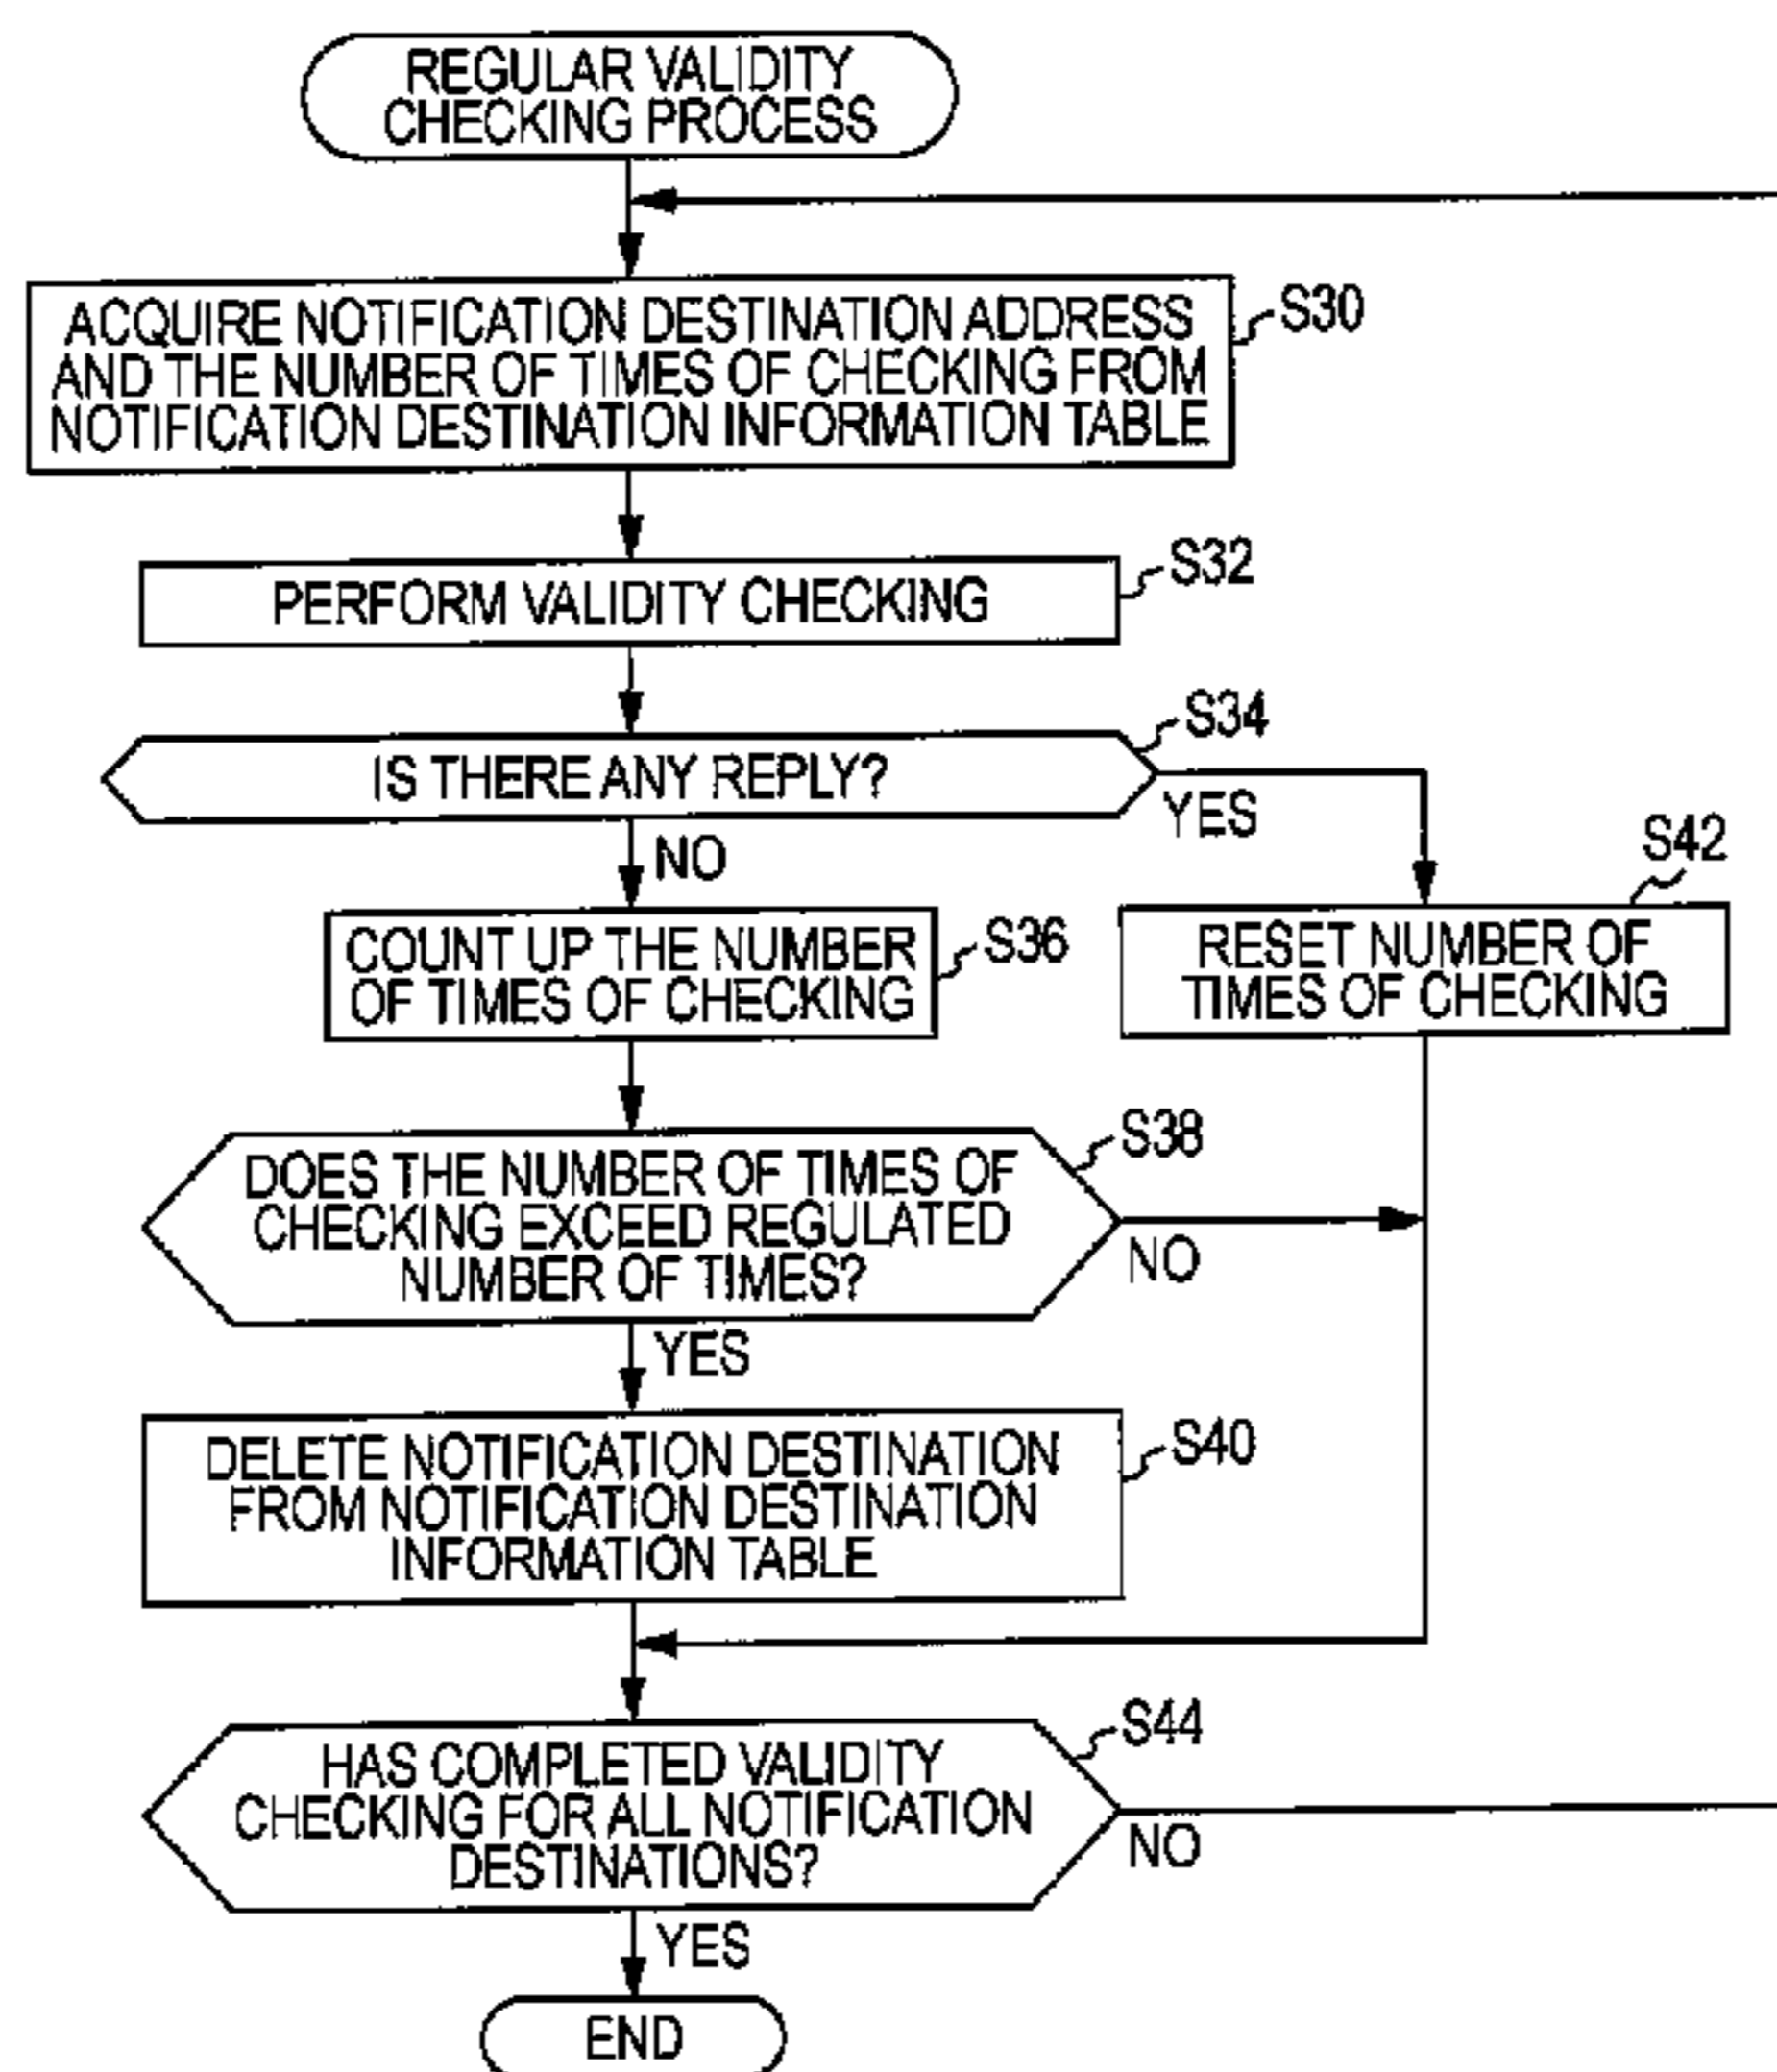 REGULAR VALIDITY
CHECKING PROCESS
ACQUIRE NOTIFICATION DESTINATION ADDRESS
AND THE NUMBER OF TIMES OF CHECKING FROM
NOTIFICATION DESTINATION INFORMATION TABLE
S30
PERFORM VALIDITY CHECKING
S32
IS THERE ANY REPLY?
S34
YES
NO
COUNT UP THE NUMBER
OF TIMES OF CHECKING
S36
S42
RESET NUMBER OF
TIMES OF CHECKING
DOES THE NUMBER OF TIMES OF
CHECKING EXCEED REGULATED
NUMBER OF TIMES?
S38
NO
YES
DELETE NOTIFICATION DESTINATION
FROM NOTIFICATION DESTINATION
INFORMATION TABLE
S40
HAS COMPLETED VALIDITY
CHECKING FOR ALL NOTIFICATION
DESTINATIONS?
S44
NO
YES
END